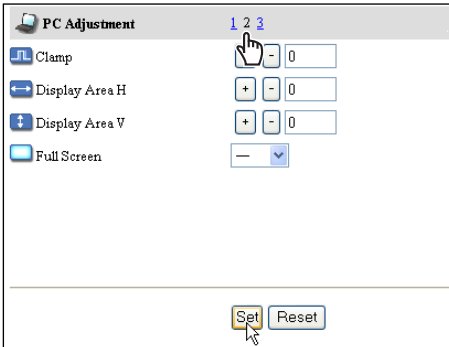 PC Adjustment 1 2 3
Clamp - 0
Display Area H + - 0
Display Area V + - 0
Full Screen —
Set Reset